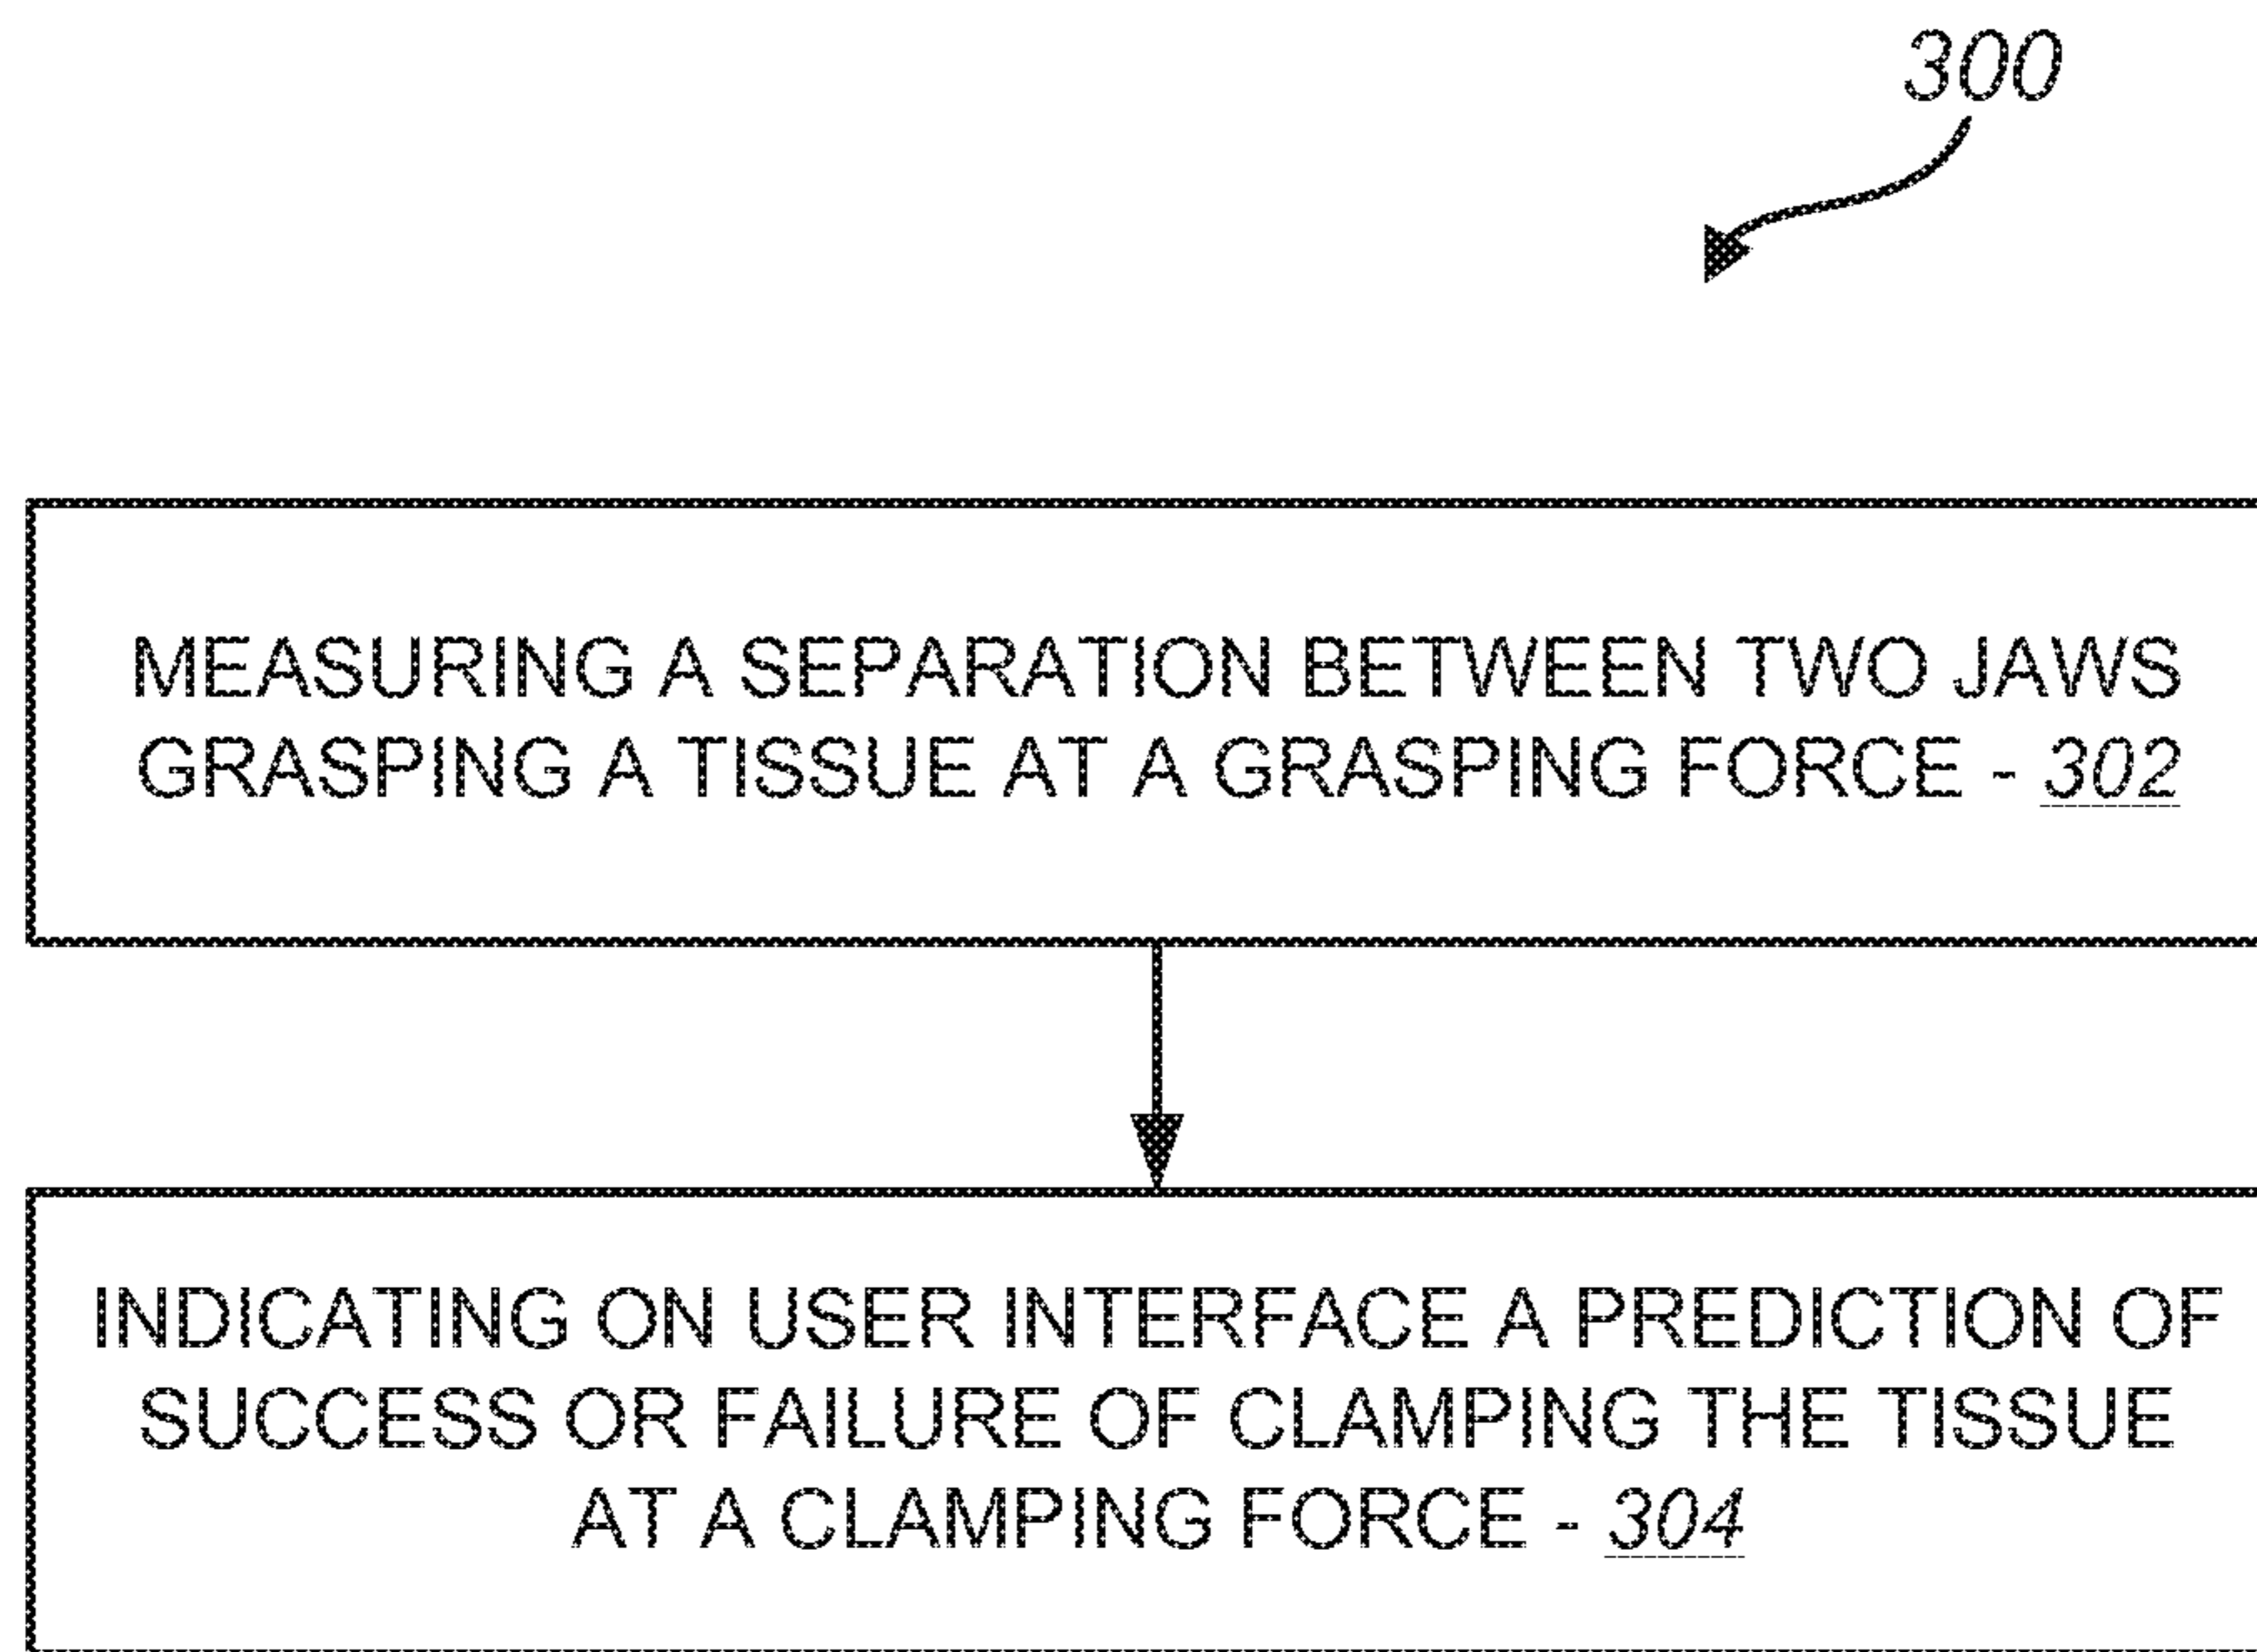 300
MEASURING A SEPARATION BETWEEN TWO JAWS
GRASPING A TISSUE AT A GRASPING FORCE - 302
INDICATING ON USER INTERFACE A PREDICTION OF
SUCCESS OR FAILURE OF CLAMPING THE TISSUE
AT A CLAMPING FORCE - 304